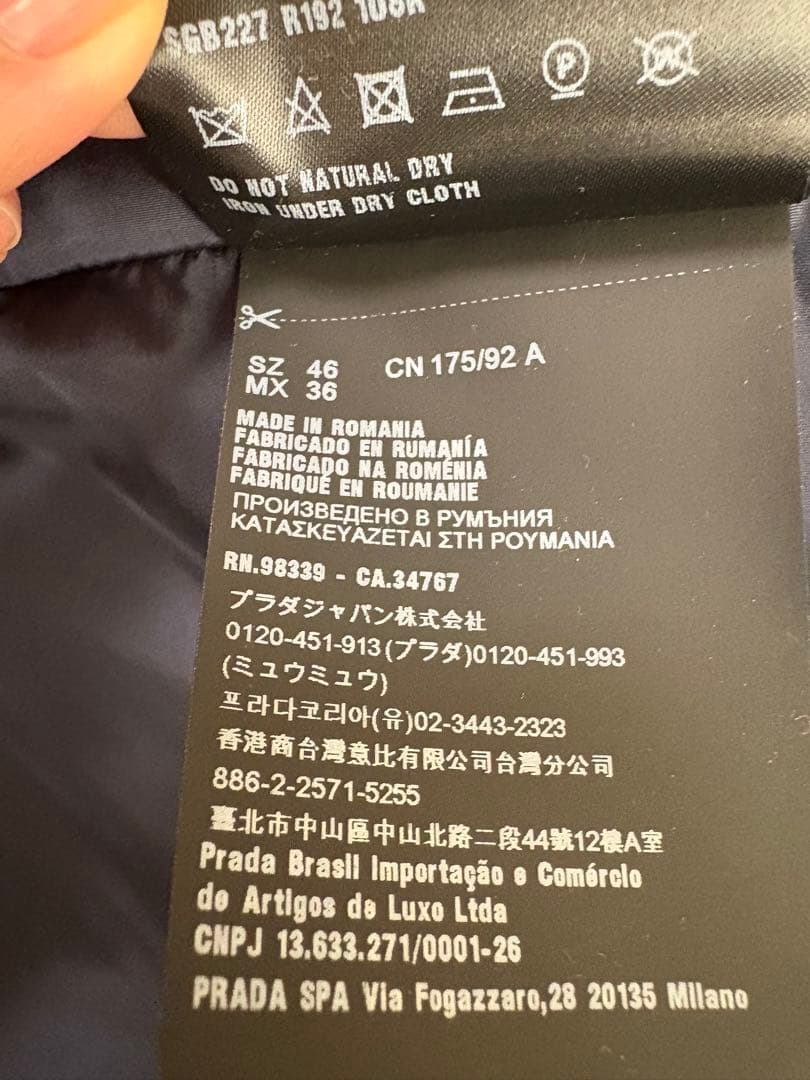 SGB227 R192
DO NOT NATURAL DRY
IRON UNDER DRY CLOTH
SZ 46 CN 175/92 A
MX 36
MADE IN ROMANIA
FABRICADO EN RUMANÍA
FABRICADO NA ROMÉNIA
FABRIQUÉ EN ROUMANIE
ПРОИЗВЕДЕНО В РУМЪНИЯ
ΚΑΤΑΣΚΕΥΑΖΕΤΑΙ ΣΤΗ ΡΟΥΜΑΝΙΑ
RN.98339 - CA.34767
プラダジャパン株式会社
0120-451-913(プラダ)0120-451-993
(ミュウミュウ)
프라다코리아(유)02-3443-2323
香港商台灣意比有限公司台灣分公司
886-2-2571-5255
臺北市中山區中山北路二段44號12樓A室
Prada Brasil Importação e Comércio
de Artigos de Luxo Ltda
CNPJ 13.633.271/0001-26
PRADA SPA Via Fogazzaro,28 20135 Milano